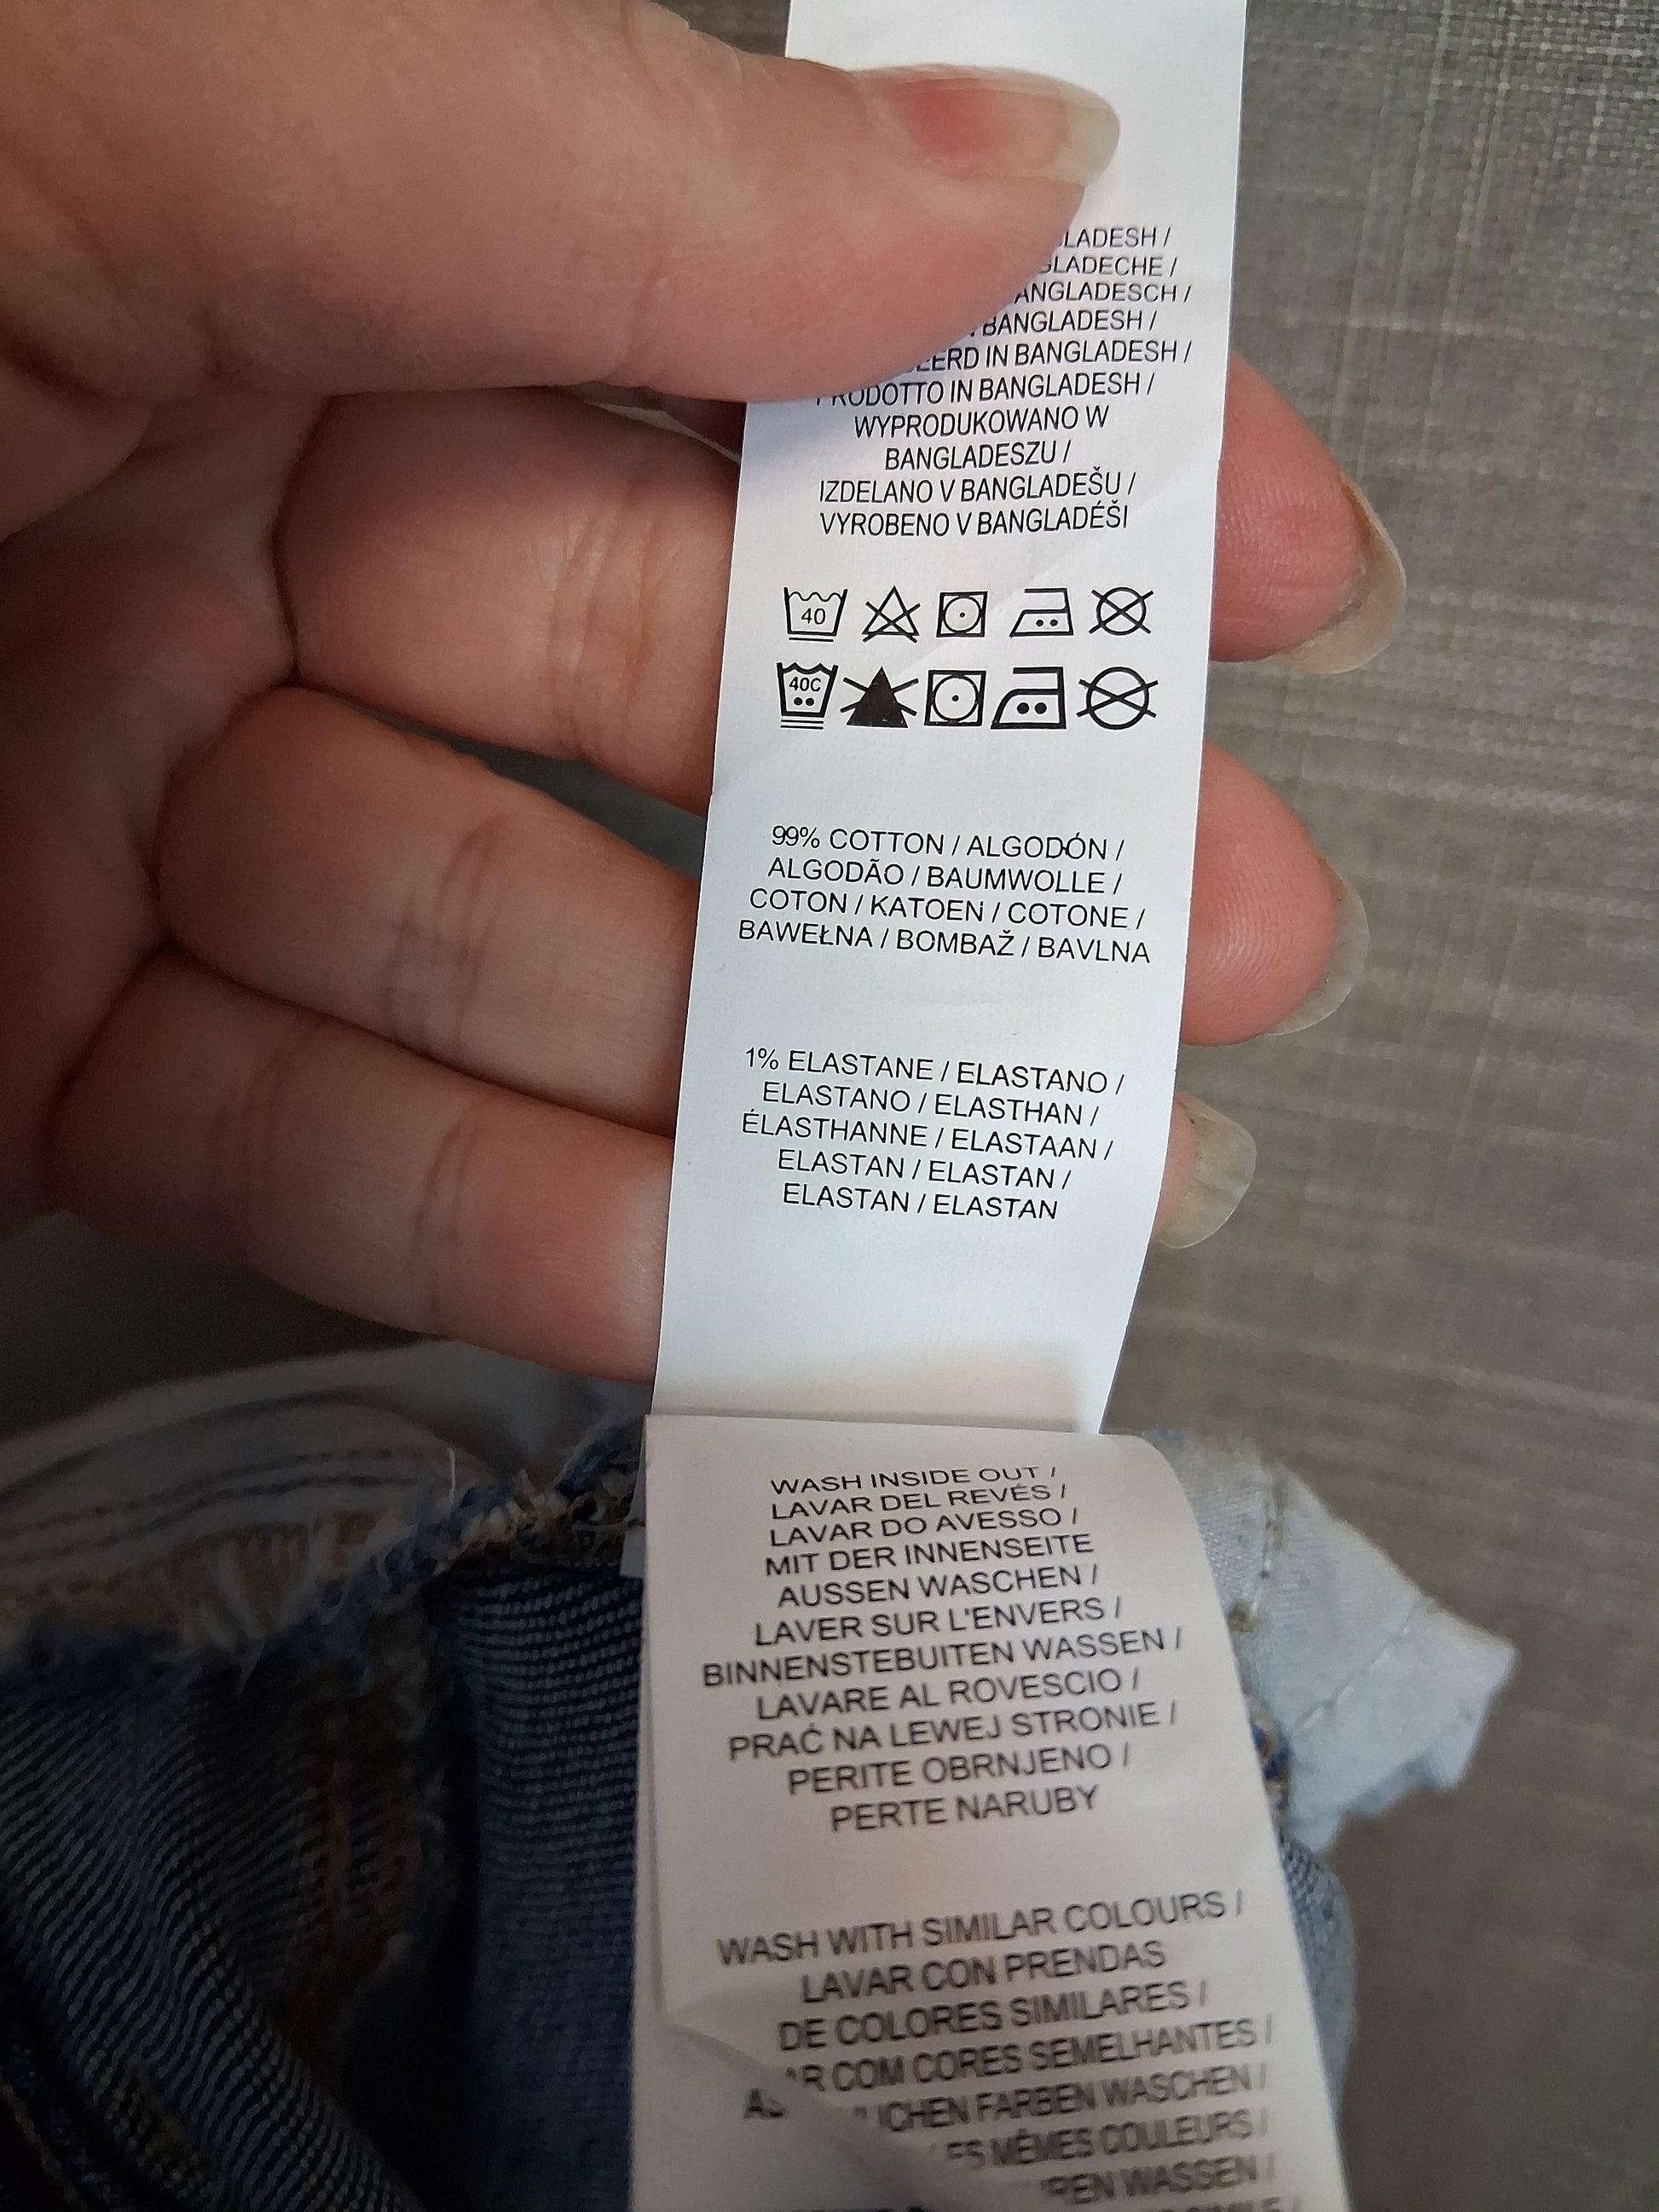 BANGLADESH /
IN BANGLADESH /
PRODOTTO IN BANGLADESH /
WYPRODUKOWANO W
BANGLADESZU /
IZDELANO V BANGLADEŠU /
VYROBENO V BANGLADÉŠI
40
40C
99% COTTON / ALGODÓN /
ALGODÃO / BAUMWOLLE /
COTON / KATOEN / COTONE /
BAWEŁNA / BOMBAŽ / BAVLNA
1% ELASTANE / ELASTANO /
ELASTANO / ELASTHAN /
ÉLASTHANNE / ELASTAAN /
ELASTAN / ELASTAN /
ELASTAN / ELASTAN
WASH INSIDE OUT /
LAVAR DEL REVÉS /
LAVAR DO AVESSO /
MIT DER INNENSEITE
AUSSEN WASCHEN /
LAVER SUR L'ENVERS /
BINNENSTEBUITEN WASSEN /
LAVARE AL ROVESCIO /
PRAĆ NA LEWEJ STRONIE /
PERITE OBRNJENO /
PERTE NARUBY
WASH WITH SIMILAR COLOURS /
LAVAR CON PRENDAS
DE COLORES SIMILARES /
COM CORES SEMELHANTES /
FARBEN WASCHEN /
MÊMES COULEURS /
WASSEN /